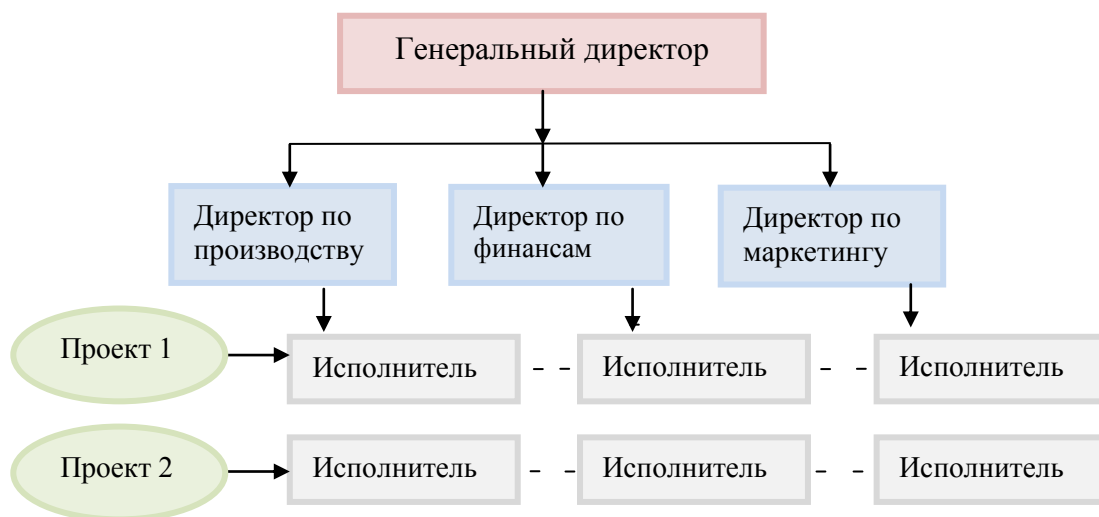 Генеральный директор
Директор по
производству
Директор по
финансам
Директор по
маркетингу
Проект 1
Исполнитель
Исполнитель
Исполнитель
Проект 2
Исполнитель
Исполнитель
Исполнитель